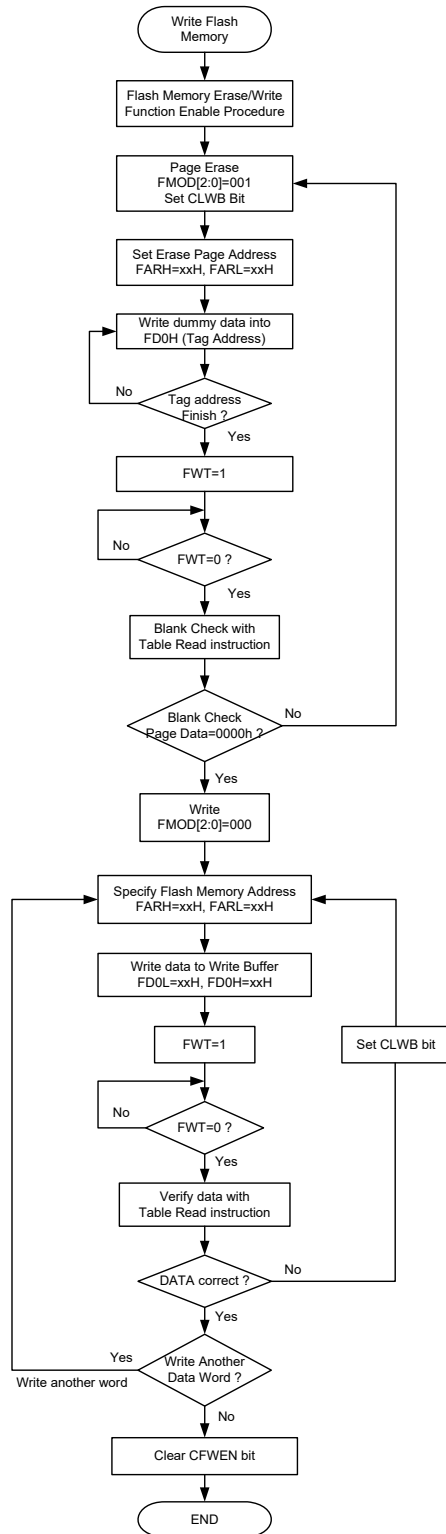 Write Flash
Memory
Flash Memory Erase/Write
Function Enable Procedure
Page Erase
FMOD[2:0]=001
Set CLWB Bit
Set Erase Page Address
FARH=xxH, FARL=xxH
Write dummy data into
FD0H (Tag Address)
No
Tag address
Finish ?
Yes
FWT=1
No
FWT=0 ?
Yes
Blank Check with
Table Read instruction
Blank Check
Page Data=0000h ?
No
Yes
Write
FMOD[2:0]=000
Specify Flash Memory Address
FARH=xxH, FARL=xxH
Write data to Write Buffer
FD0L=xxH, FD0H=xxH
FWT=1
Set CLWB bit
No
FWT=0 ?
Yes
Verify data with
Table Read instruction
DATA correct ?
No
Yes
Yes
Write another word
Write Another
Data Word ?
No
Clear CFWEN bit
END